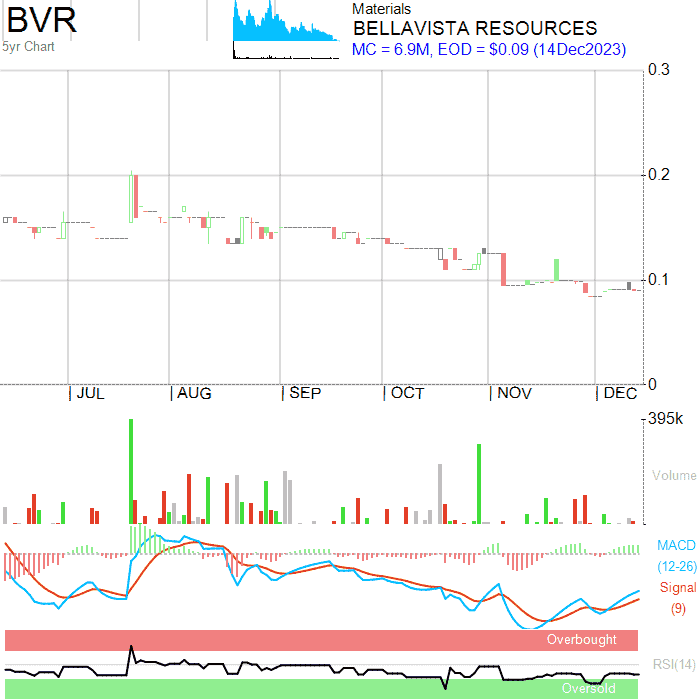 BVR
5yr Chart
Materials
BELLAVISTA RESOURCES
MC = 6.9M, EOD = $0.09 (14Dec2023)
0.3
0.2
0.1
0
JUL AUG SEP OCT NOV DEC
395k
Volume
MACD
(12-26)
Signal
(9)
Overbought
RSI(14)
Oversold